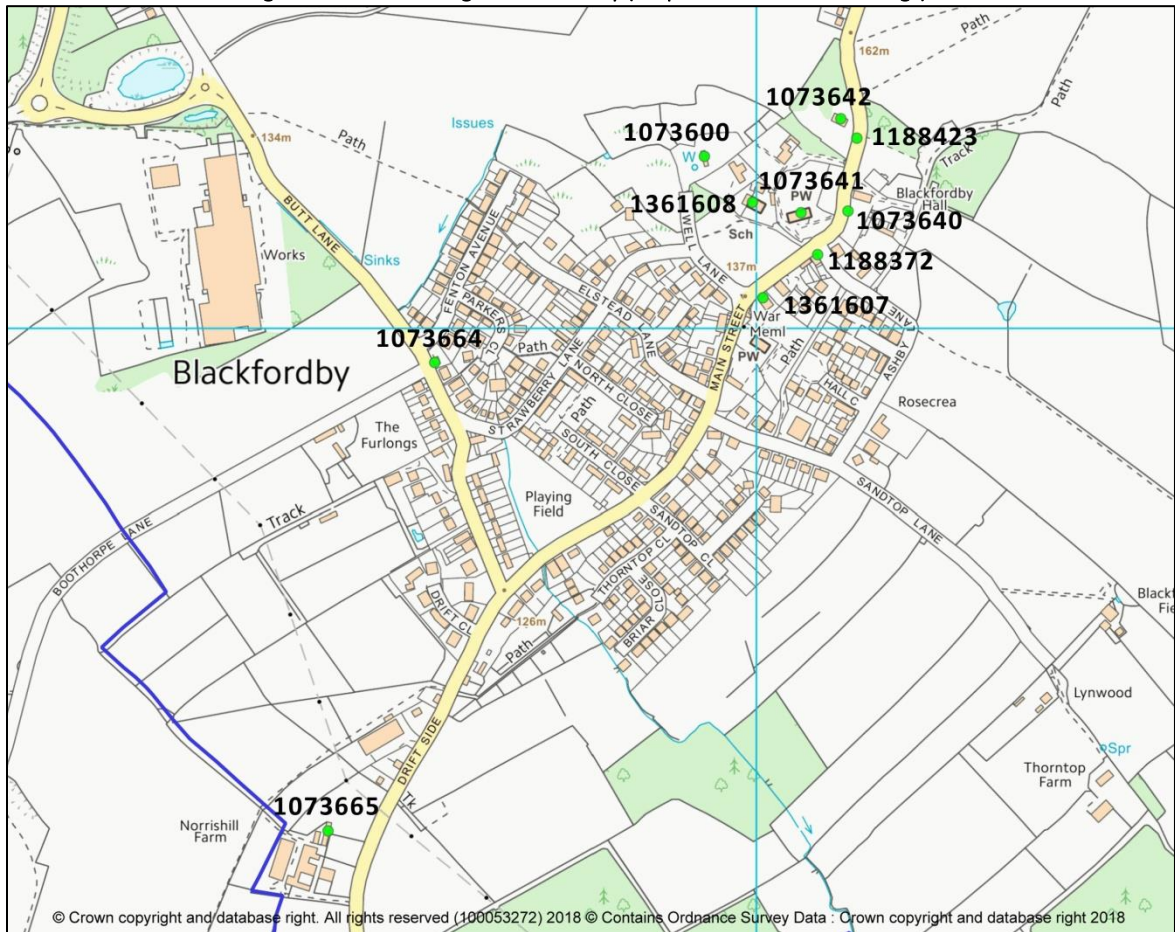 162m
Path
Path
1073642
1073600
1188423
Issues
134m
Path
W
Track
1073641
PW
Blackfordby
Hall
1361608
1073640
Sch
WELL LANE
BUTT LANE
Works
Sinks
FENTON AVENUE
137m
1188372
PARKERS CL
ELSTEAD LANE
1361607
War
Meml
PW
LANE
1073664
Path
STRAWBERRY LANE
MAIN STREET
Path
ASHBY
Blackfordby
NORTH CLOSE
HALL C
Rosecrea
Path
The
Furlongs
SOUTH CLOSE
Track
Playing
Field
SANDTOP LANE
BOOTHORPE LANE
SANDTOP CL
THORNTOP CL
DRIFT CL
126m
BRIAR CLOSE
Blackf
Fie
Path
Lynwood
DRIFT SIDE
Spr
Thorntop
Farm
Tk
1073665
Norrishill
Farm
© Crown copyright and database right. All rights reserved (100053272) 2018 © Contains Ordnance Survey Data : Crown copyright and database right 2018